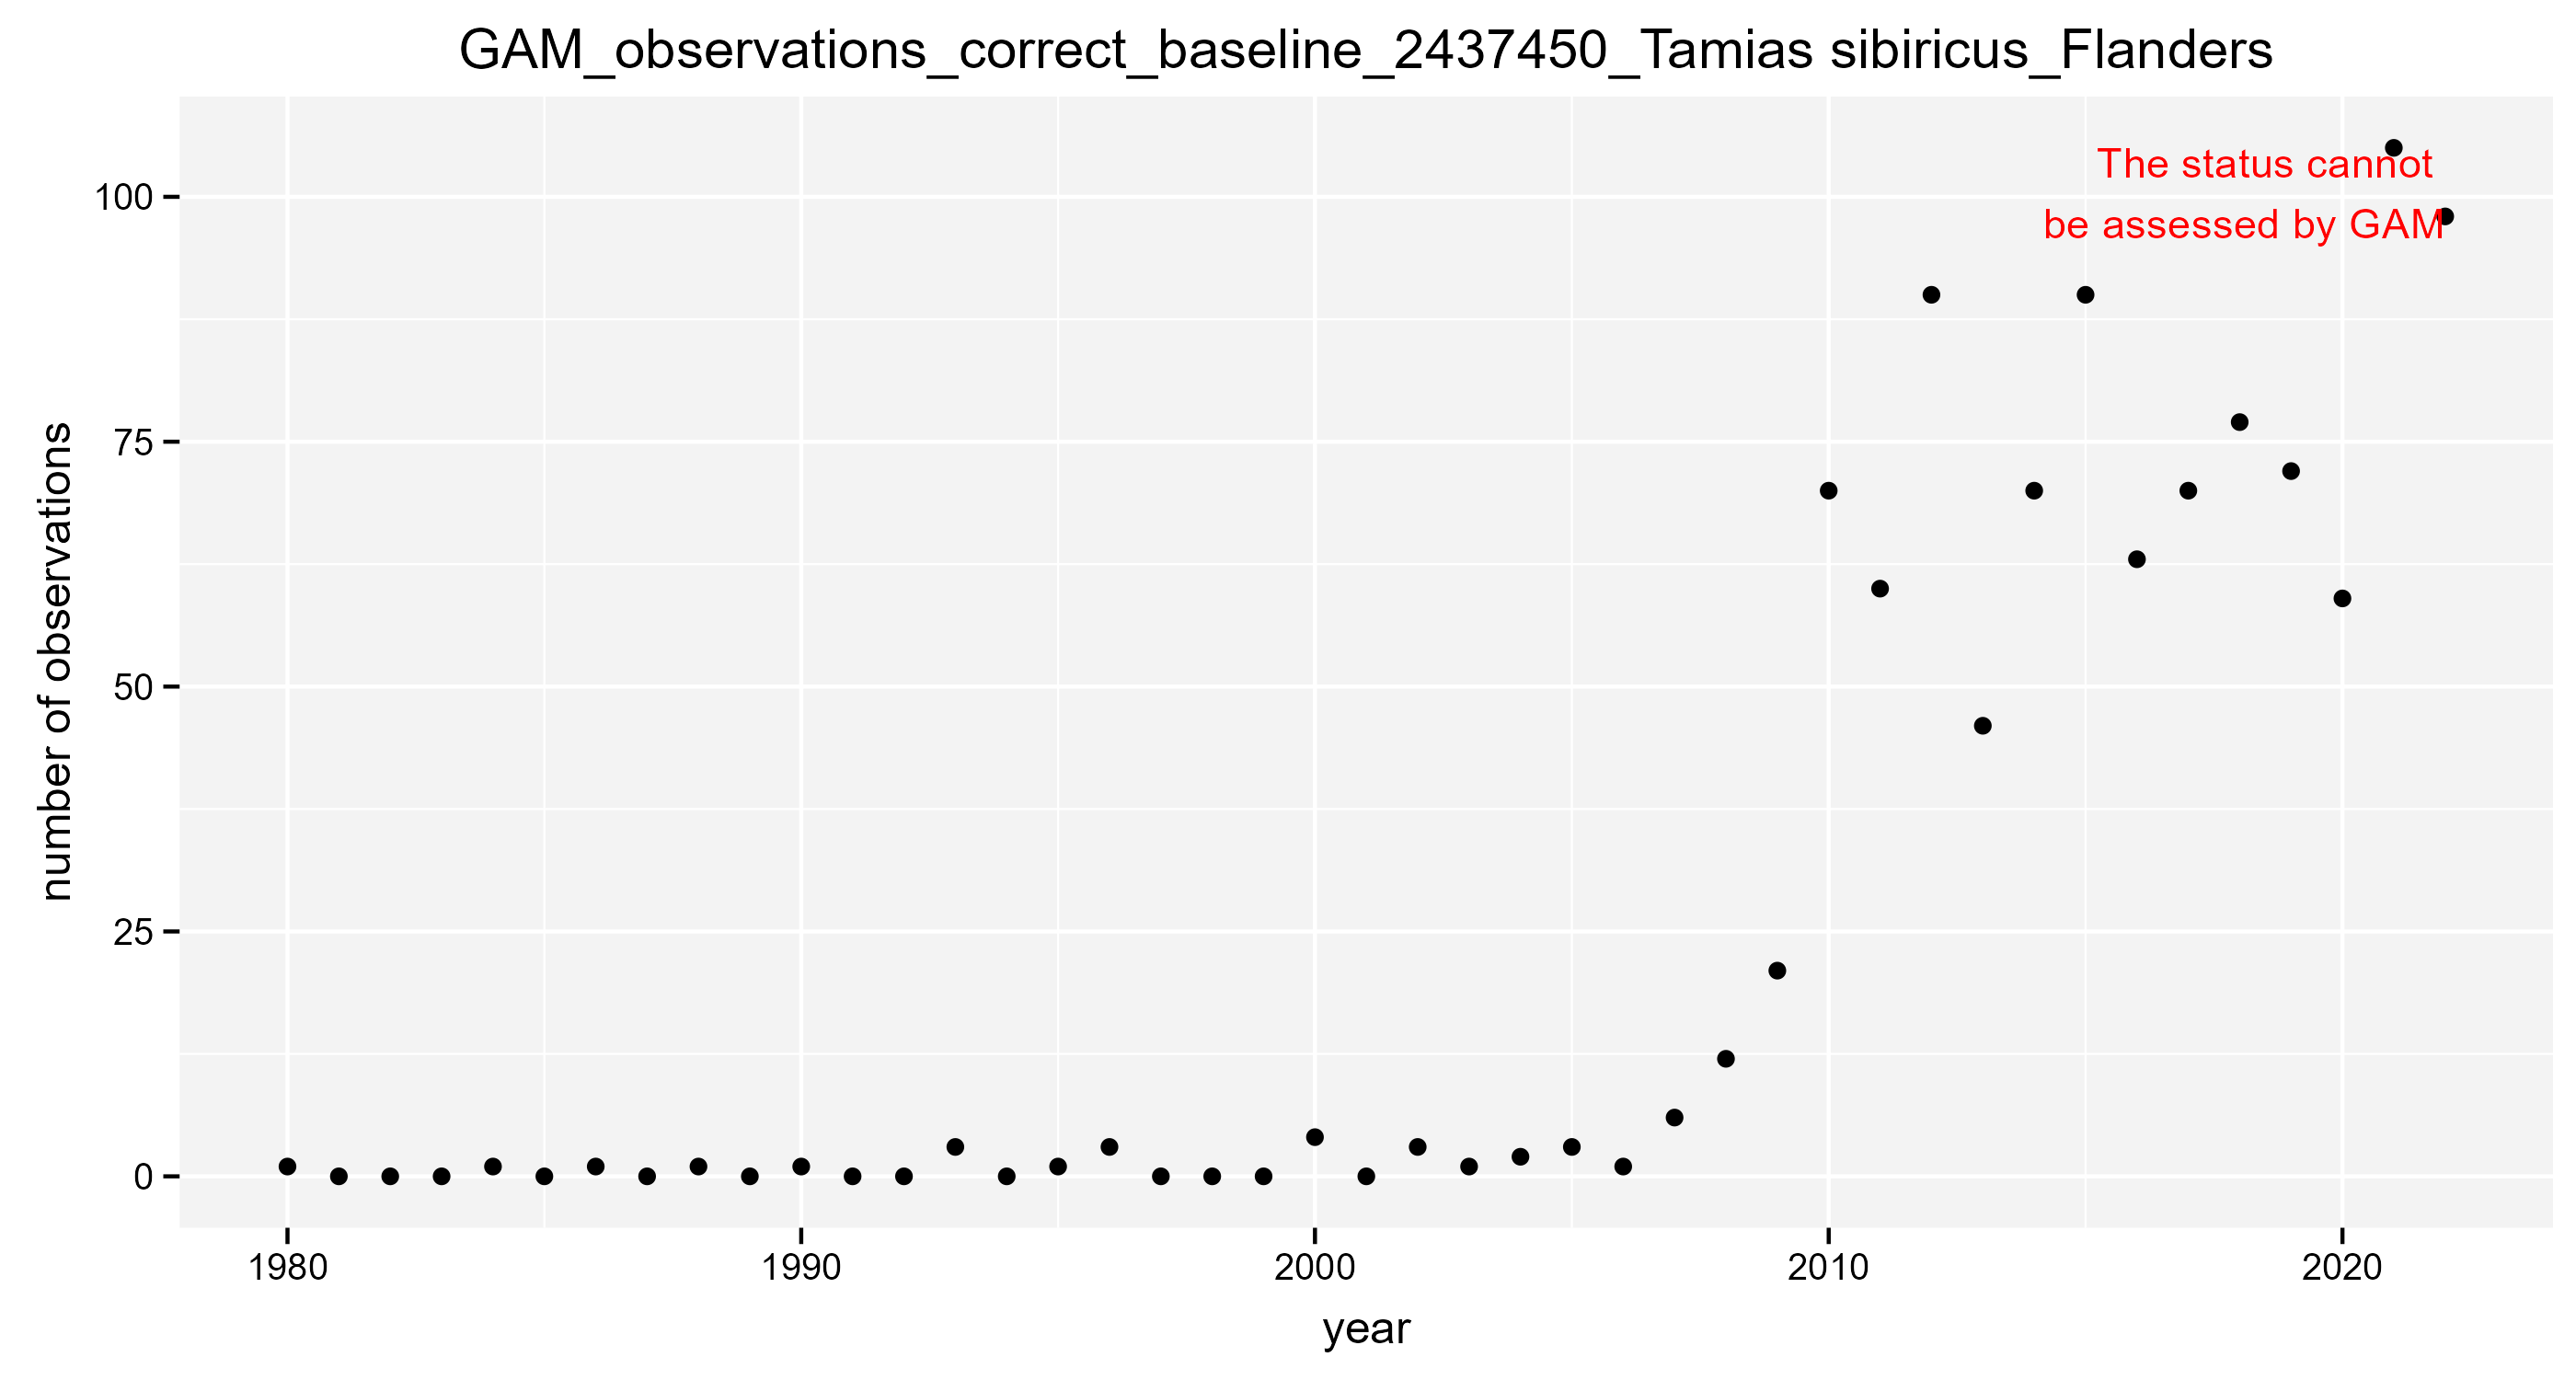 GAM_observations_correct_baseline_2437450_Tamias sibiricus_Flanders
The status cannot
be assessed by GAM
100
75
50
25
0
number of observations
1980 1990 2000 2010 2020
year